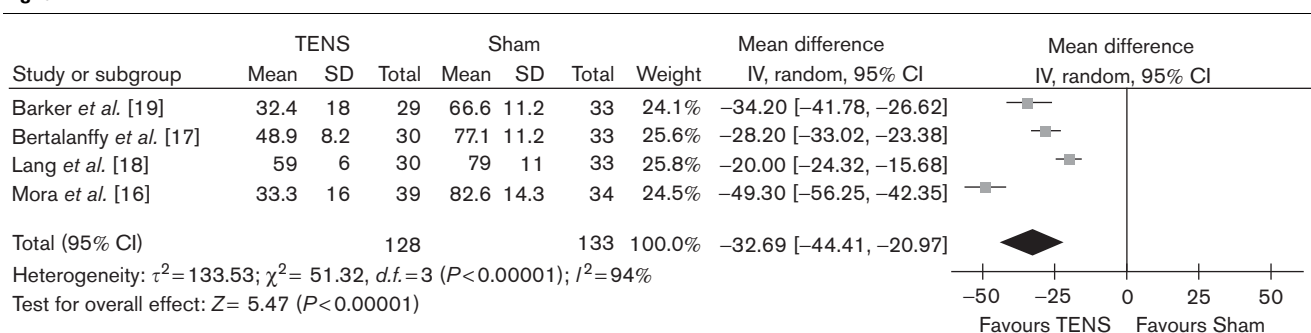 TENS Sham Mean difference Mean difference
Study or subgroup Mean SD Total Mean SD Total Weight IV, random, 95% CI IV, random, 95% CI
Barker et al. [19] 32.4 18 29 66.6 11.2 33 24.1% −34.20 [−41.78, −26.62]
Bertalanffy et al. [17] 48.9 8.2 30 77.1 11.2 33 25.6% −28.20 [−33.02, −23.38]
Lang et al. [18] 59 6 30 79 11 33 25.8% −20.00 [−24.32, −15.68]
Mora et al. [16] 33.3 16 39 82.6 14.3 34 24.5% −49.30 [−56.25, −42.35]
Total (95% CI) 128 133 100.0% −32.69 [−44.41, −20.97]
Heterogeneity: τ²=133.53; χ²= 51.32, d.f.=3 (P<0.00001); I²=94%
Test for overall effect: Z= 5.47 (P<0.00001)
−50 −25 0 25 50
Favours TENS Favours Sham